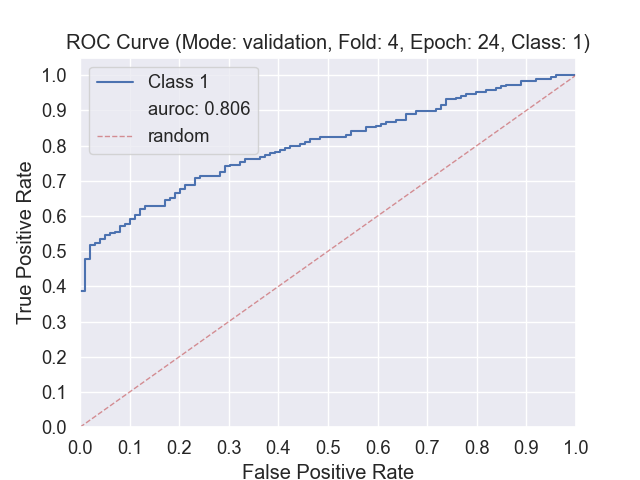 ROC Curve (Mode: validation, Fold: 4, Epoch: 24, Class: 1)
Class 1
auroc: 0.806
random
True Positive Rate
1.0
0.9
0.8
0.7
0.6
0.5
0.4
0.3
0.2
0.1
0.0
0.0 0.1 0.2 0.3 0.4 0.5 0.6 0.7 0.8 0.9 1.0
False Positive Rate